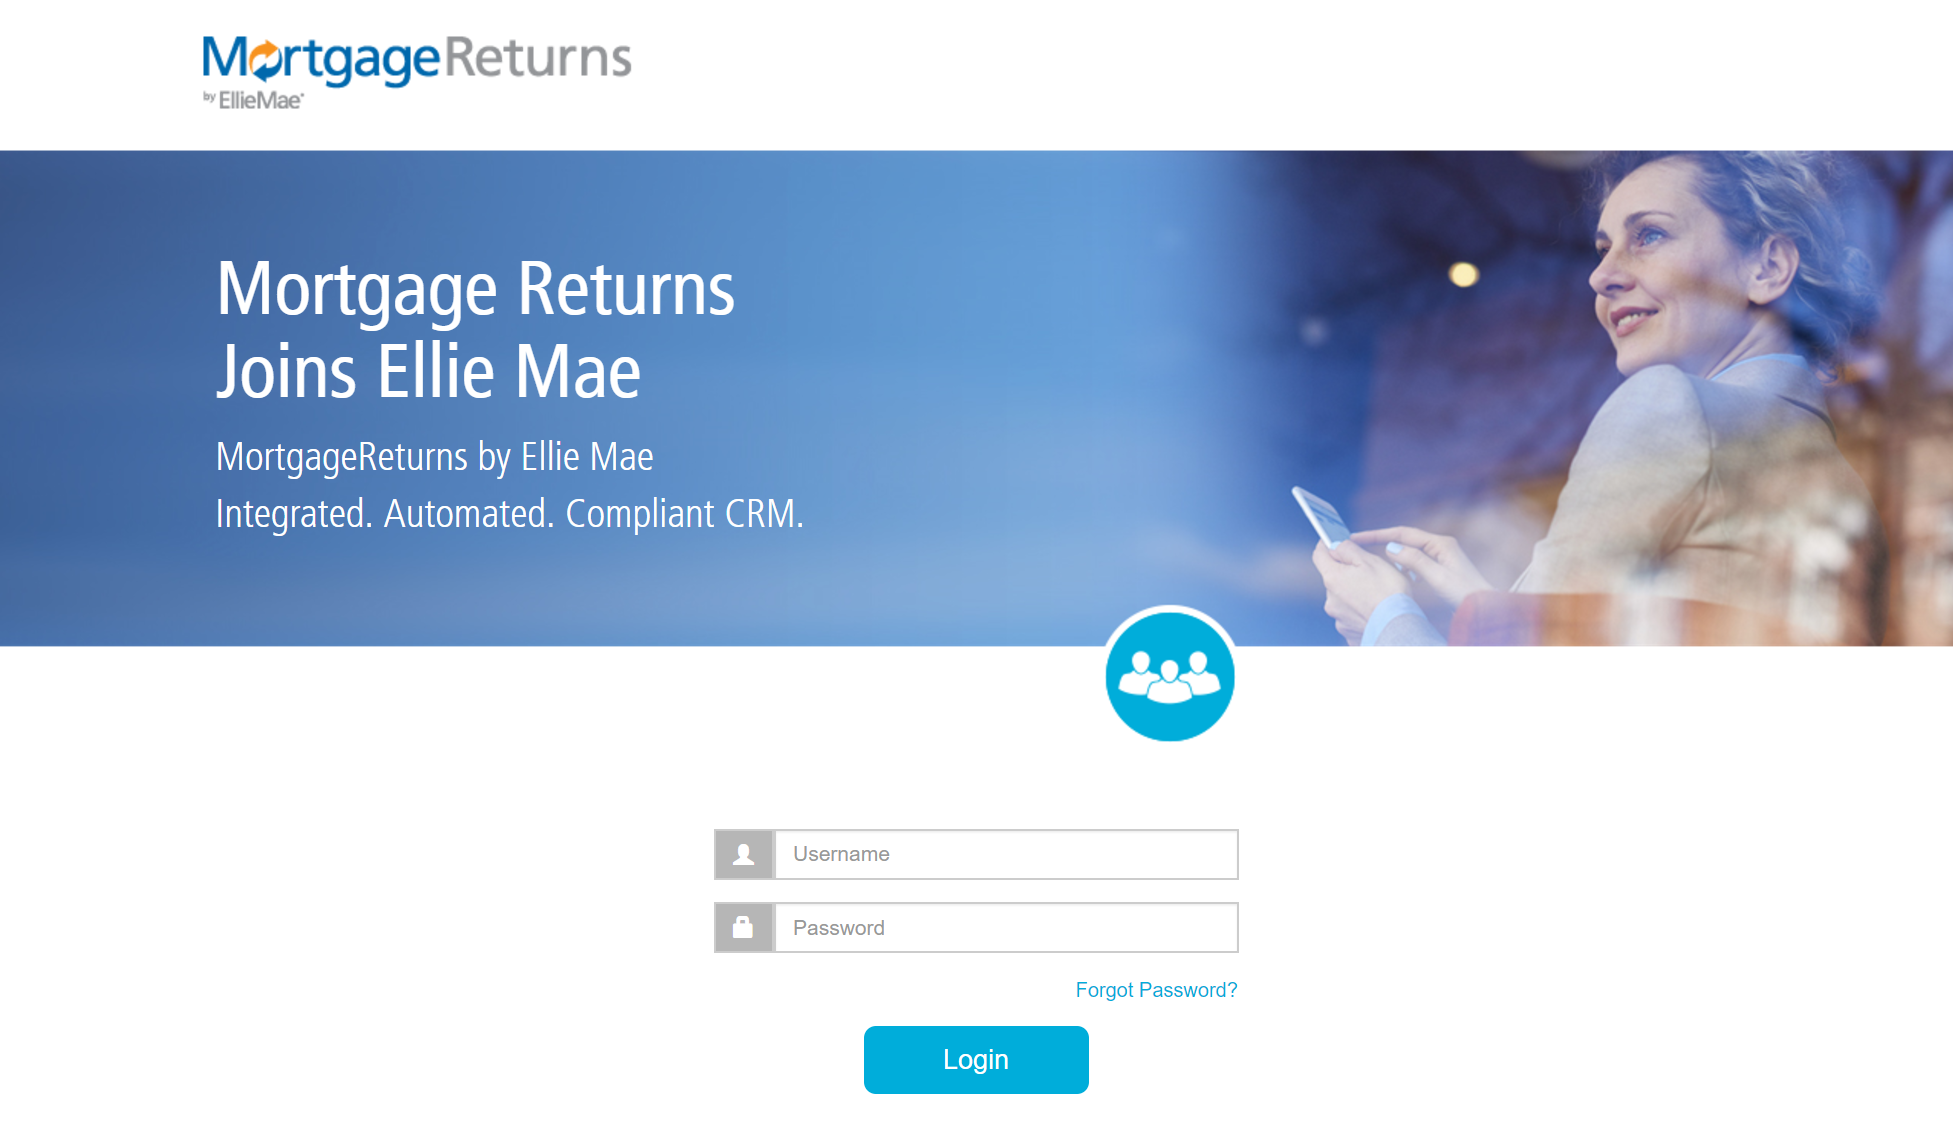 MortgageReturns
by EllieMae
Mortgage Returns
Joins Ellie Mae
MortgageReturns by Ellie Mae
Integrated. Automated. Compliant CRM.
Username
Password
Forgot Password?
Login